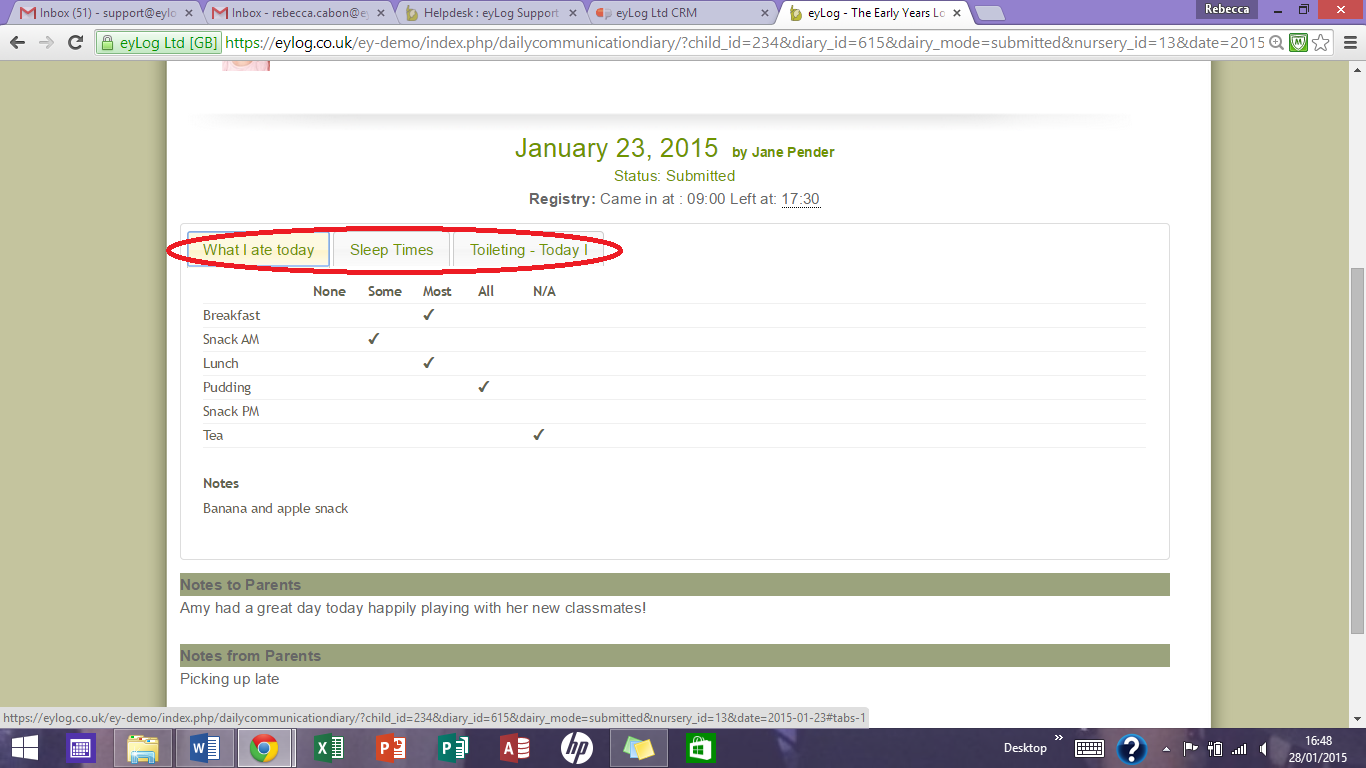 Inbox (51) - support@eylo
Inbox - rebecca.cabon@ey
Helpdesk : eyLog Support
eyLog Ltd CRM
eyLog - The Early Years Lo
Rebecca
eyLog Ltd [GB]
https://eylog.co.uk/ey-demo/index.php/dailycommunicationdiary/?child_id=234&diary_id=615&dairy_mode=submitted&nursery_id=13&date=2015
January 23, 2015 by Jane Pender
Status: Submitted
Registry: Came in at : 09:00 Left at: 17:30
What I ate today Sleep Times Toileting - Today I
None Some Most All N/A
Breakfast ✓
Snack AM ✓
Lunch ✓
Pudding ✓
Snack PM
Tea ✓
Notes
Banana and apple snack
Notes to Parents
Amy had a great day today happily playing with her new classmates!
Notes from Parents
Picking up late
https://eylog.co.uk/ey-demo/index.php/dailycommunicationdiary/?child_id=234&diary_id=615&dairy_mode=submitted&nursery_id=13&date=2015-01-23#tabs-1
Desktop
16:48
28/01/2015